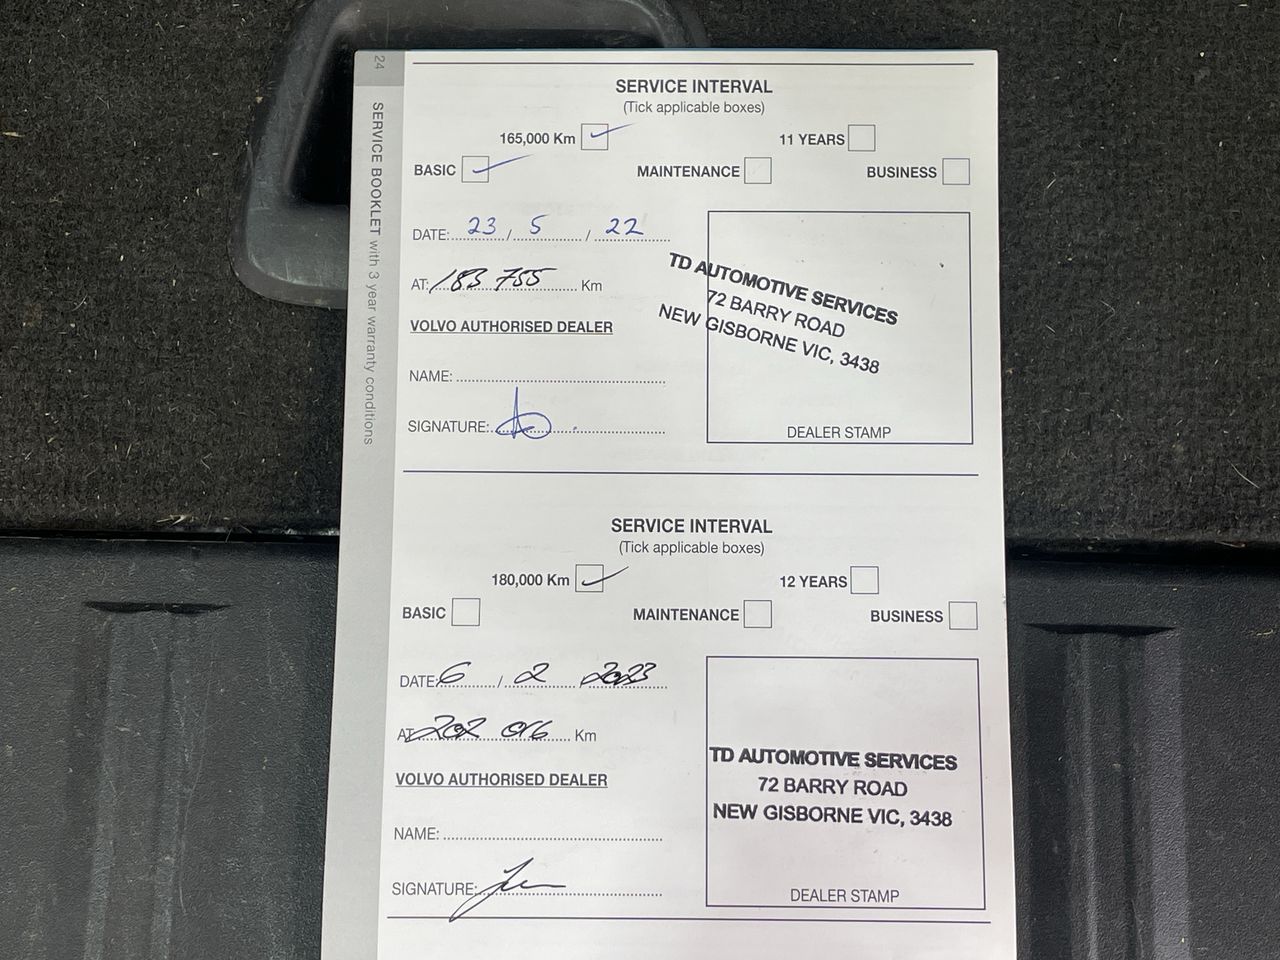 24
SERVICE BOOKLET with 3 year warranty conditions
SERVICE INTERVAL
(Tick applicable boxes)
165,000 Km 11 YEARS
BASIC MAINTENANCE BUSINESS
DATE: 23 / 5 / 22
AT: 183 755 Km
VOLVO AUTHORISED DEALER
NAME:
SIGNATURE:
TD AUTOMOTIVE SERVICES
72 BARRY ROAD
NEW GISBORNE VIC, 3438
DEALER STAMP
SERVICE INTERVAL
(Tick applicable boxes)
180,000 Km 12 YEARS
BASIC MAINTENANCE BUSINESS
DATE: 6 / 2 / 2023
AT 202 016 Km
VOLVO AUTHORISED DEALER
NAME:
SIGNATURE:
TD AUTOMOTIVE SERVICES
72 BARRY ROAD
NEW GISBORNE VIC, 3438
DEALER STAMP